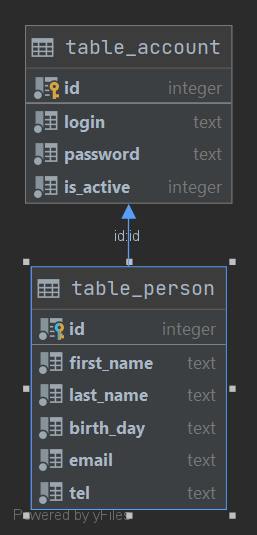 table_account
id integer
login text
password text
is_active integer
id:id
table_person
id integer
first_name text
last_name text
birth_day text
email text
tel text
Powered by yFiles